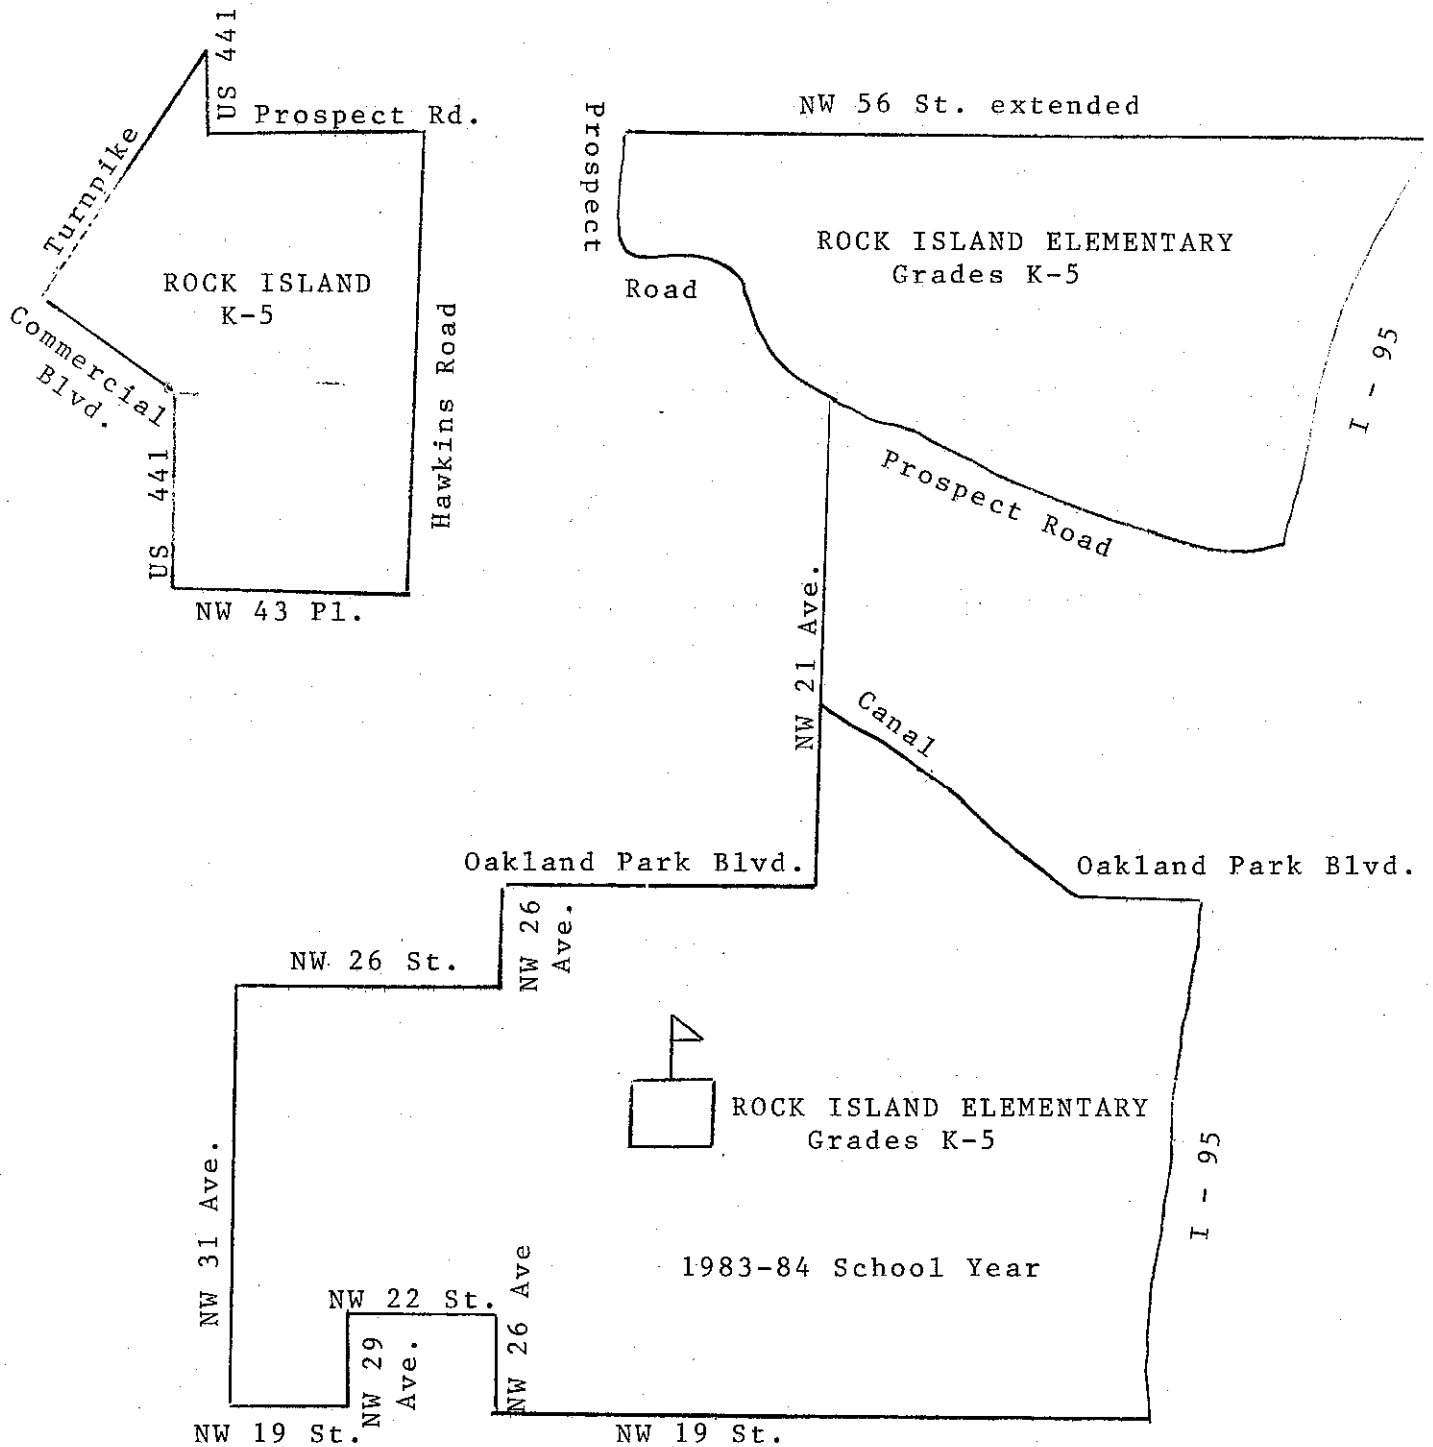 US 441
Prospect Rd.
Turnpike
ROCK ISLAND
K-5
Commercial
Blvd.
Hawkins Road
US 441
NW 43 Pl.
NW 56 St. extended
Prospect
Road
ROCK ISLAND ELEMENTARY
Grades K-5
I - 95
Prospect Road
NW 21 Ave.
Canal
Oakland Park Blvd.
Oakland Park Blvd.
NW 26
Ave.
NW 26 St.
ROCK ISLAND ELEMENTARY
Grades K-5
I - 95
NW 31 Ave.
1983-84 School Year
NW 22 St.
NW 29
Ave.
NW 26 Ave
NW 19 St.
NW 19 St.